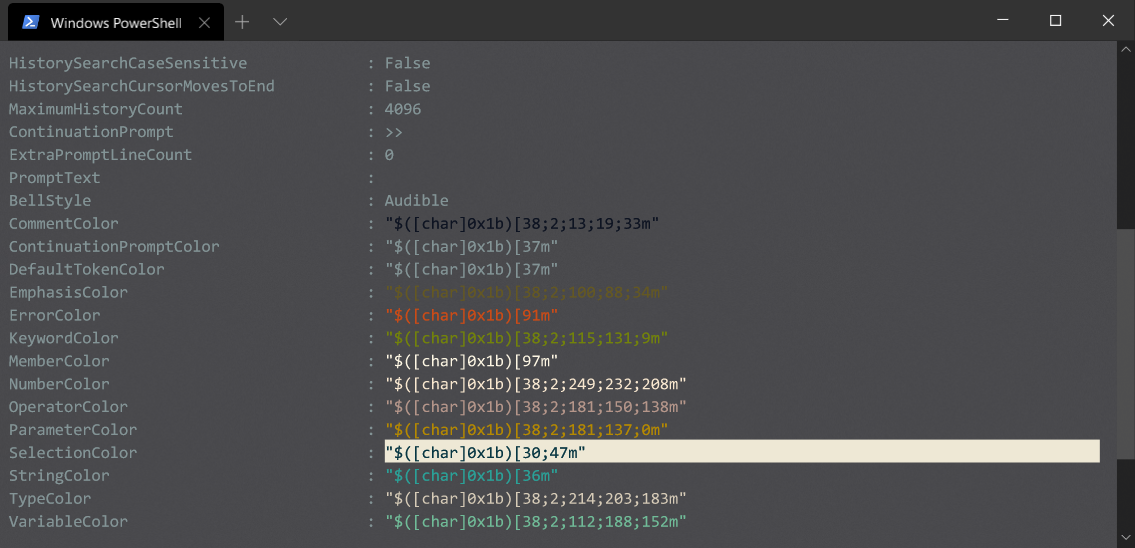 Windows PowerShell
HistorySearchCaseSensitive : False
HistorySearchCursorMovesToEnd : False
MaximumHistoryCount : 4096
ContinuationPrompt : >>
ExtraPromptLineCount : 0
PromptText :
BellStyle : Audible
CommentColor : "$([char]0x1b)[38;2;13;19;33m"
ContinuationPromptColor : "$([char]0x1b)[37m"
DefaultTokenColor : "$([char]0x1b)[37m"
EmphasisColor : "$([char]0x1b)[38;2;100;88;34m"
ErrorColor : "$([char]0x1b)[91m"
KeywordColor : "$([char]0x1b)[38;2;115;131;9m"
MemberColor : "$([char]0x1b)[97m"
NumberColor : "$([char]0x1b)[38;2;249;232;208m"
OperatorColor : "$([char]0x1b)[38;2;181;150;138m"
ParameterColor : "$([char]0x1b)[38;2;181;137;0m"
SelectionColor : "$([char]0x1b)[30;47m"
StringColor : "$([char]0x1b)[36m"
TypeColor : "$([char]0x1b)[38;2;214;203;183m"
VariableColor : "$([char]0x1b)[38;2;112;188;152m"